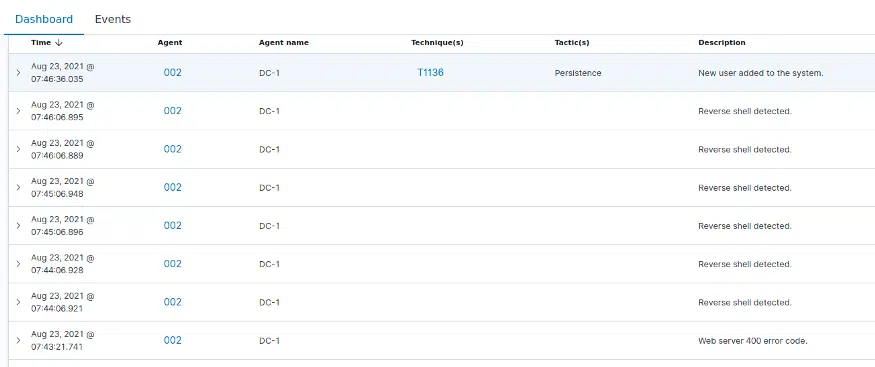 Dashboard Events
Time Agent Agent name Technique(s) Tactic(s) Description
Aug 23, 2021 @
07:46:36.035 002 DC-1 T1136 Persistence New user added to the system.
Aug 23, 2021 @
07:46:06.895 002 DC-1 Reverse shell detected.
Aug 23, 2021 @
07:46:06.889 002 DC-1 Reverse shell detected.
Aug 23, 2021 @
07:45:06.948 002 DC-1 Reverse shell detected.
Aug 23, 2021 @
07:45:06.896 002 DC-1 Reverse shell detected.
Aug 23, 2021 @
07:44:06.928 002 DC-1 Reverse shell detected.
Aug 23, 2021 @
07:44:06.921 002 DC-1 Reverse shell detected.
Aug 23, 2021 @
07:43:21.741 002 DC-1 Web server 400 error code.